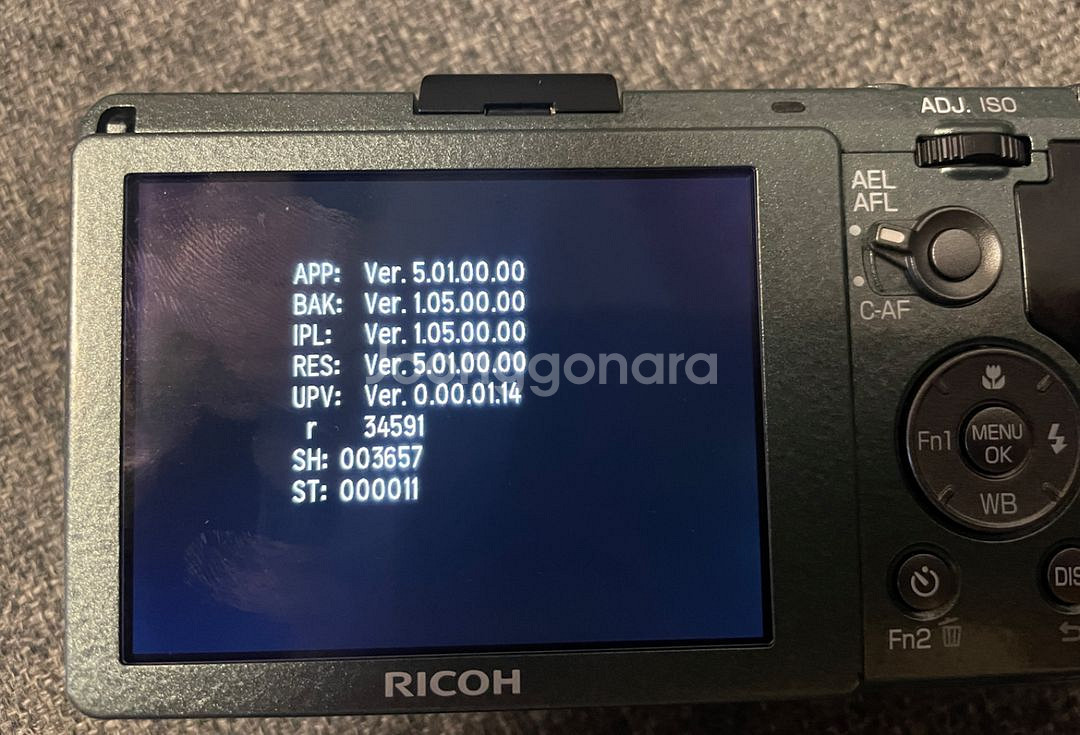 ADJ. ISO
AEL
AFL
C-AF
APP: Ver. 5.01.00.00
BAK: Ver. 1.05.00.00
IPL: Ver. 1.05.00.00
RES: Ver. 5.01.00.00
UPV: Ver. 0.00.01.14
r 34591
SH: 003657
ST: 000011
Joonggonara
Fn1
MENU
OK
WB
Fn2
DIS
RICOH